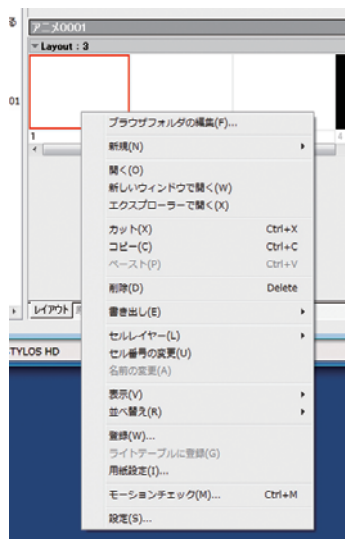 る
アニメ0001
Layout : 3
01
1
4
ブラウザフォルダの編集(F)...
新規(N)
開く(O)
新しいウィンドウで開く(W)
エクスプローラーで開く(X)
カット(X) Ctrl+X
コピー(C) Ctrl+C
ペースト(P) Ctrl+V
削除(D) Delete
書き出し(E)
セルレイヤー(L)
セル番号の変更(U)
名前の変更(A)
表示(V)
並べ替え(R)
登録(W)...
ライトテーブルに登録(G)
用紙設定(I)...
モーションチェック(M)... Ctrl+M
設定(S)...
レイアウト
STYLOS HD